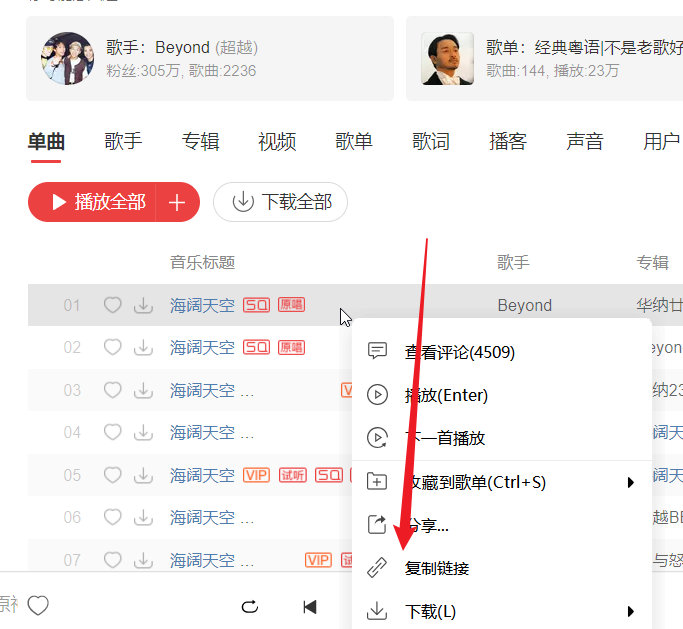 歌手：Beyond (超越)
粉丝:305万, 歌曲:2236
歌单：经典粤语|不是老歌好
歌曲:144, 播放:23万
单曲 歌手 专辑 视频 歌单 歌词 播客 声音 用户
播放全部
下载全部
音乐标题 歌手 专辑
01 海阔天空 SQ 原唱 Beyond 华纳廿
02 海阔天空 SQ 原唱 eyon
03 海阔天空 ... 纳23
04 海阔天空 ... 阔天
05 海阔天空 VIP 试听 SQ 阔天
06 海阔天空 ... 越BE
07 海阔天空 ... VIP 试 与怒
查看评论(4509)
播放(Enter)
下一首播放
收藏到歌单(Ctrl+S)
分享...
复制链接
下载(L)